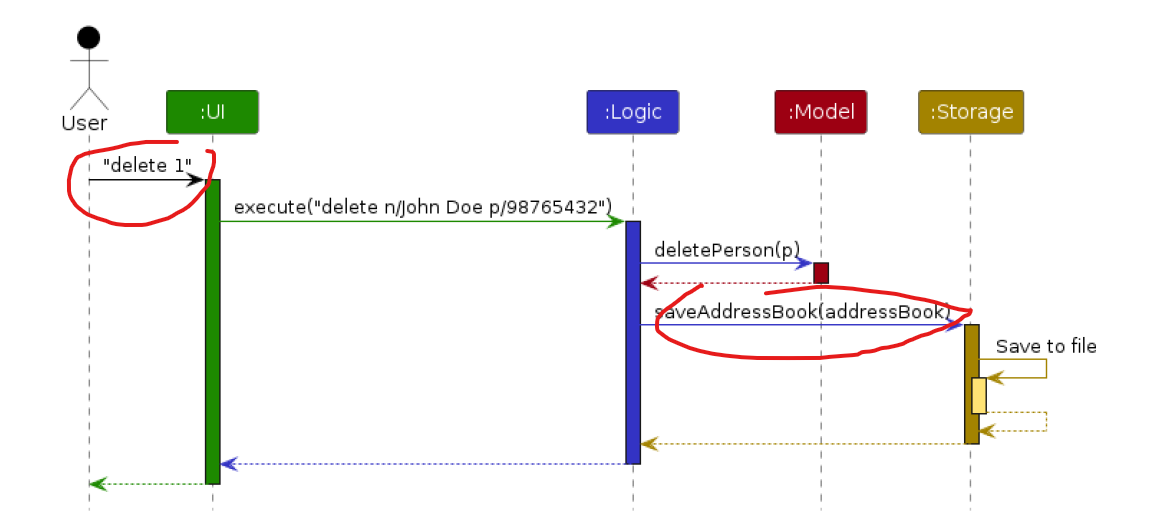 :UI
:Logic
:Model
:Storage
User
"delete 1"
execute("delete n/John Doe p/98765432")
deletePerson(p)
saveAddressBook(addressBook)
Save to file